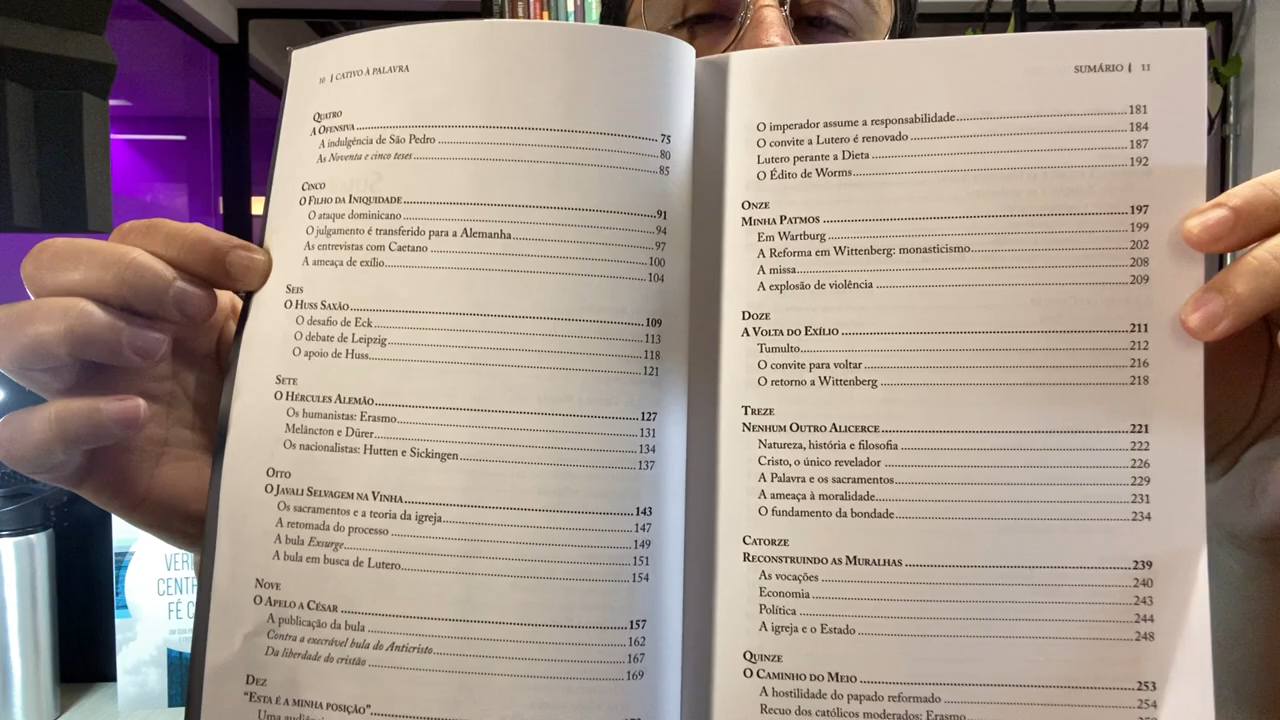 10 | CATIVO À PALAVRA
QUATRO
A OFENSIVA 75
A indulgência de São Pedro 80
As Noventa e cinco teses 85
CINCO
O FILHO DA INIQUIDADE 91
O ataque dominicano 94
O julgamento é transferido para a Alemanha 97
As entrevistas com Caetano 100
A ameaça de exílio 104
SEIS
O HUSS SAXÃO 109
O desafio de Eck 113
O debate de Leipzig 118
O apoio de Huss 121
SETE
O HÉRCULES ALEMÃO 127
Os humanistas: Erasmo 131
Melâncton e Dürer 134
Os nacionalistas: Hutten e Sickingen 137
OITO
O JAVALI SELVAGEM NA VINHA 143
Os sacramentos e a teoria da igreja 147
A retomada do processo 149
A bula Exsurge 151
A bula em busca de Lutero 154
NOVE
O APELO A CÉSAR 157
A publicação da bula 162
Contra a execrável bula do Anticristo 167
Da liberdade do cristão 169
DEZ
"ESTA É A MINHA POSIÇÃO"
Uma
SUMÁRIO | 11
O imperador assume a responsabilidade 181
O convite a Lutero é renovado 184
Lutero perante a Dieta 187
O Édito de Worms 192
ONZE
MINHA PATMOS 197
Em Wartburg 199
A Reforma em Wittenberg: monasticismo 202
A missa 208
A explosão de violência 209
DOZE
A VOLTA DO EXÍLIO 211
Tumulto 212
O convite para voltar 216
O retorno a Wittenberg 218
TREZE
NENHUM OUTRO ALICERCE 221
Natureza, história e filosofia 222
Cristo, o único revelador 226
A Palavra e os sacramentos 229
A ameaça à moralidade 231
O fundamento da bondade 234
CATORZE
RECONSTRUINDO AS MURALHAS 239
As vocações 240
Economia 243
Política 244
A igreja e o Estado 248
QUINZE
O CAMINHO DO MEIO 253
A hostilidade do papado reformado 254
Recuo dos católicos moderados: Erasmo
VERD
CENTR
FÉ C